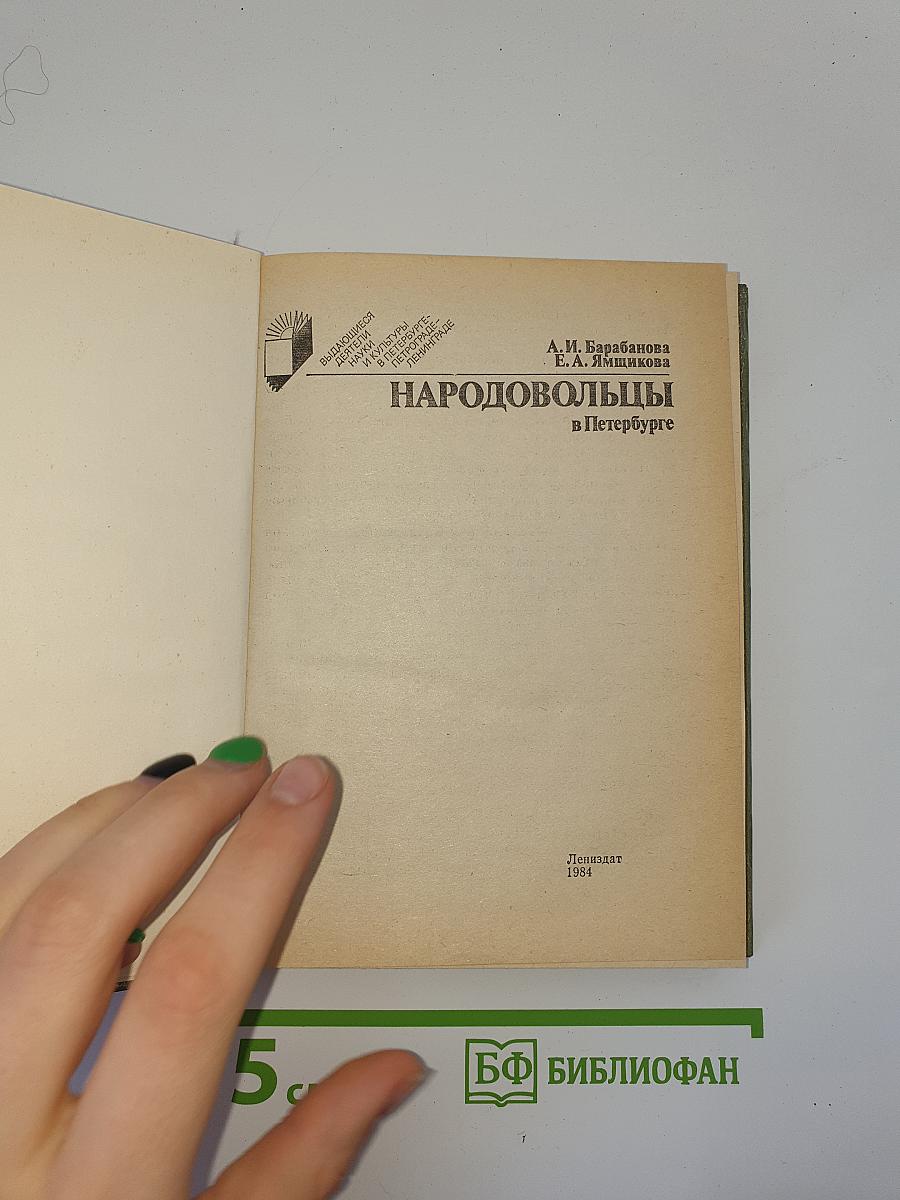 ВЫДАЮЩИЕСЯ
ДЕЯТЕЛИ
НАУКИ
И КУЛЬТУРЫ
В ПЕТЕРБУРГЕ-
ПЕТРОГРАДЕ-
ЛЕНИНГРАДЕ
А. И. Барабанова
Е. А. Ямщикова
НАРОДОВОЛЬЦЫ
в Петербурге
Лениздат
1984
5
БФ БИБЛИОФАН